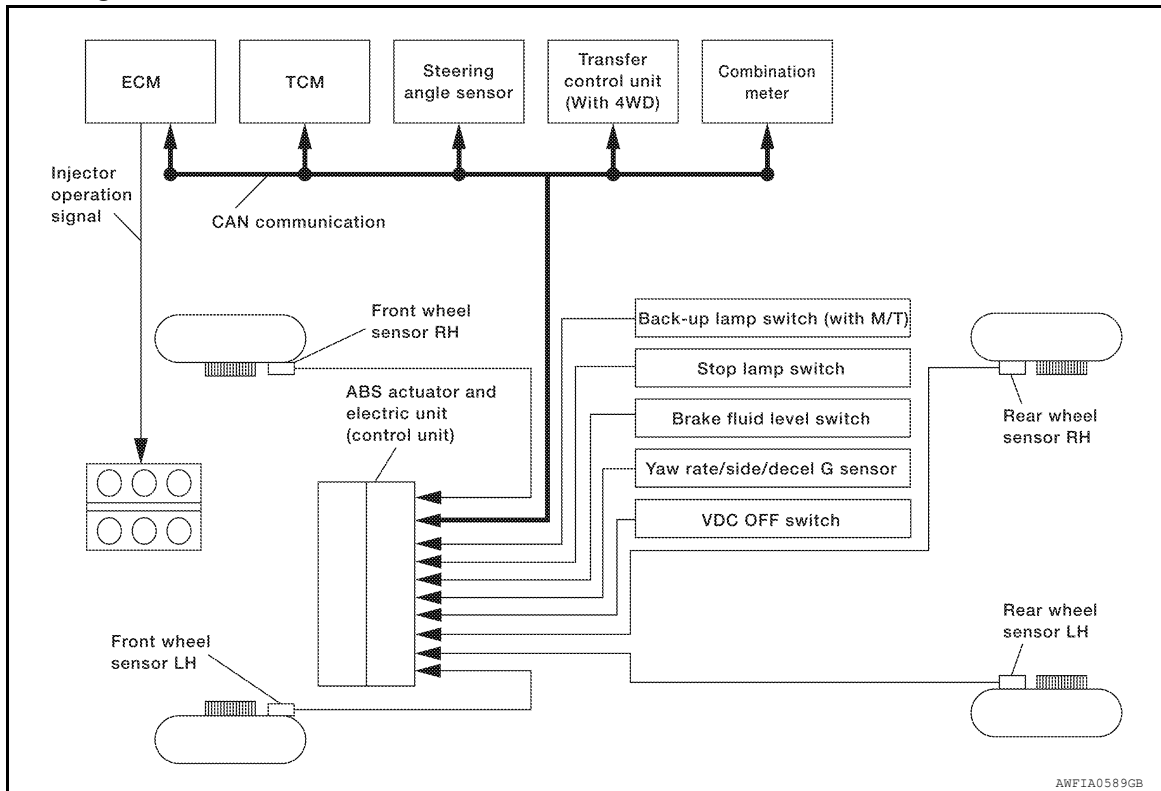 ECM
TCM
Steering
angle sensor
Transfer
control unit
(With 4WD)
Combination
meter
Injector
operation
signal
CAN communication
Front wheel
sensor RH
ABS actuator and
electric unit
(control unit)
Back-up lamp switch (with M/T)
Stop lamp switch
Brake fluid level switch
Yaw rate/side/decel G sensor
VDC OFF switch
Rear wheel
sensor RH
Front wheel
sensor LH
Rear wheel
sensor LH
AWFIA0589GB